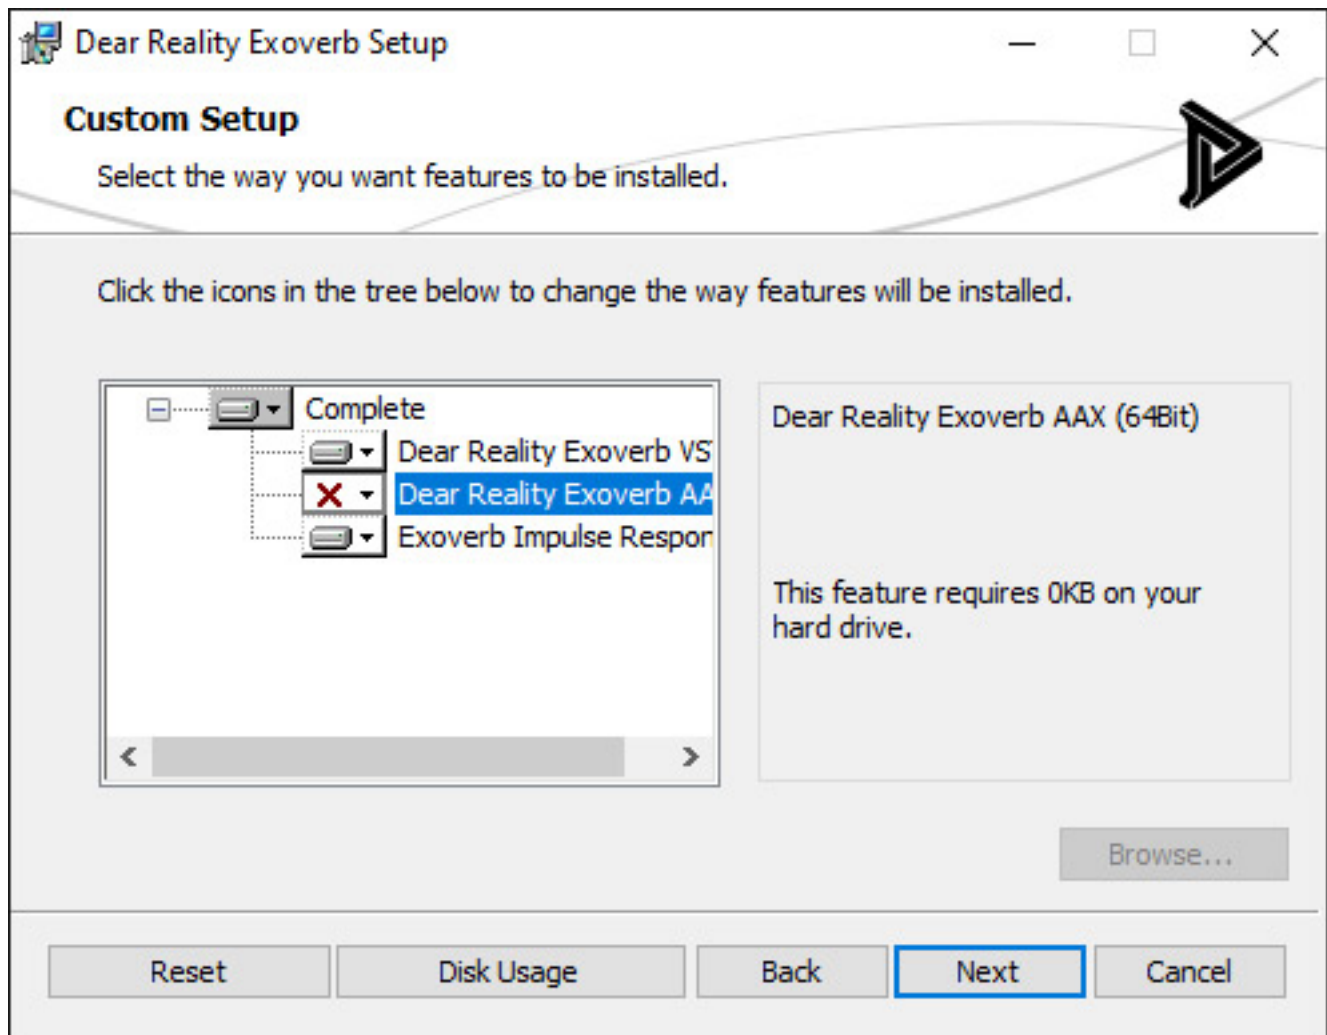 Dear Reality Exoverb Setup
Custom Setup
Select the way you want features to be installed.
Click the icons in the tree below to change the way features will be installed.
Complete
Dear Reality Exoverb VS
Dear Reality Exoverb AA
Exoverb Impulse Respon
Dear Reality Exoverb AAX (64Bit)
This feature requires 0KB on your
hard drive.
Browse...
Reset
Disk Usage
Back
Next
Cancel